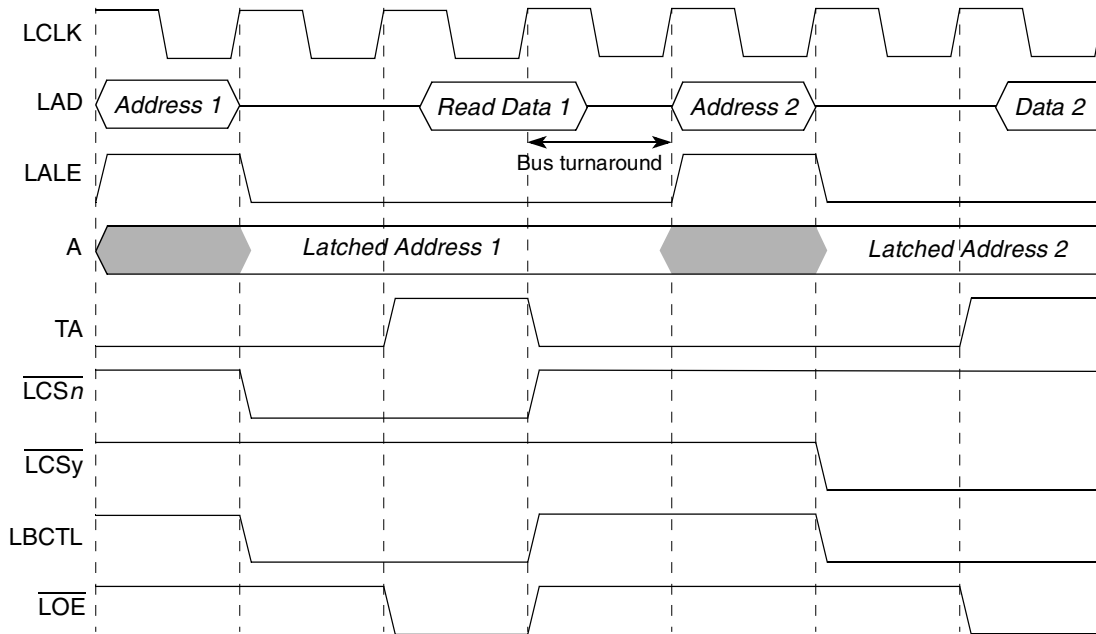 LCLK
LAD Address 1 Read Data 1 Address 2 Data 2
Bus turnaround
LALE
A Latched Address 1 Latched Address 2
TA
LCSn
LCSy
LBCTL
LOE